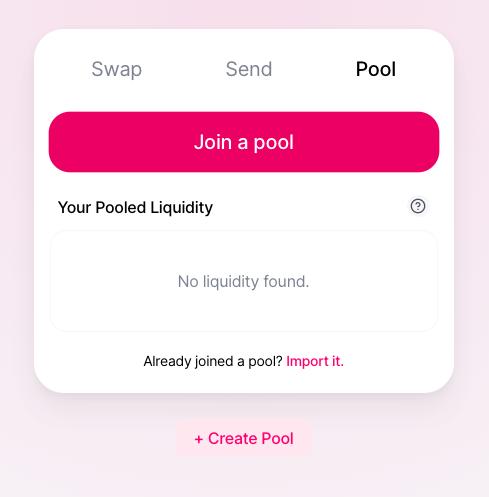 Swap Send Pool
Join a pool
Your Pooled Liquidity ?
No liquidity found.
Already joined a pool? Import it.
+ Create Pool